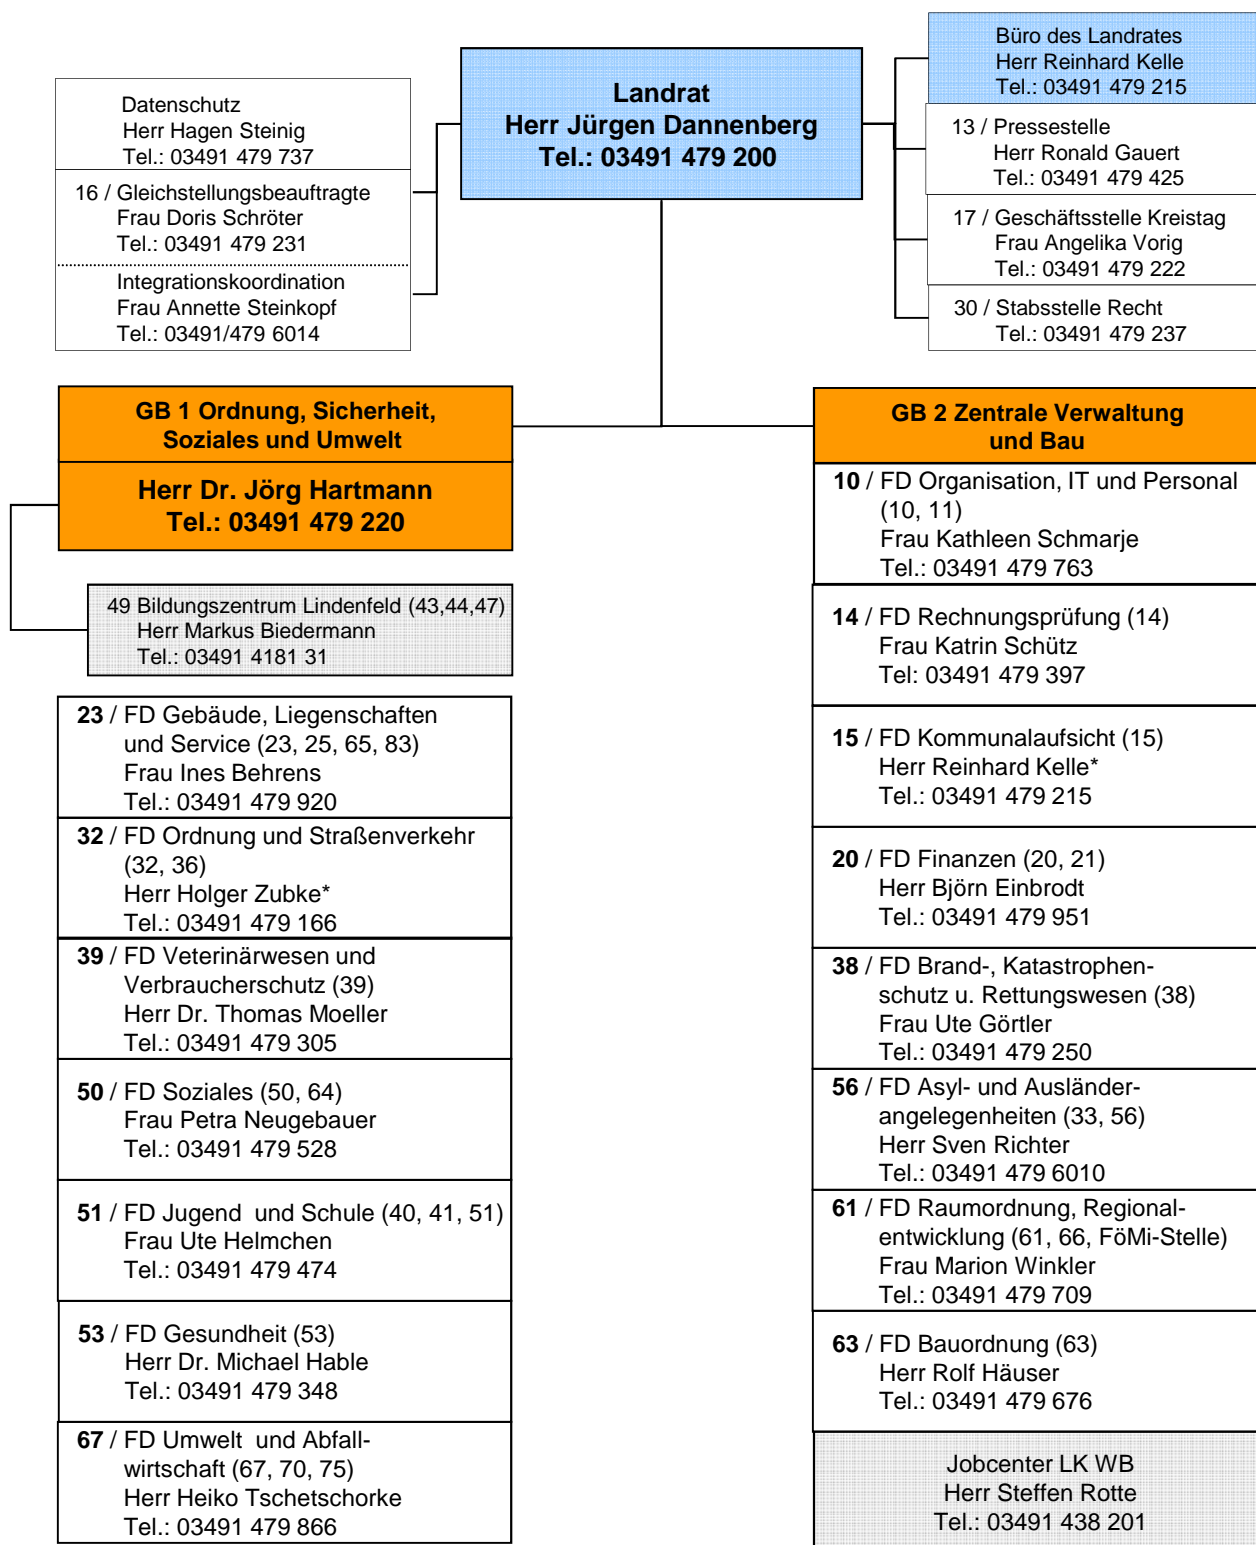 Landrat
Herr Jürgen Dannenberg
Tel.: 03491 479 200
Datenschutz
Herr Hagen Steinig
Tel.: 03491 479 737
16 / Gleichstellungsbeauftragte
Frau Doris Schröter
Tel.: 03491 479 231
Integrationskoordination
Frau Annette Steinkopf
Tel.: 03491/479 6014
Büro des Landrates
Herr Reinhard Kelle
Tel.: 03491 479 215
13 / Pressestelle
Herr Ronald Gauert
Tel.: 03491 479 425
17 / Geschäftsstelle Kreistag
Frau Angelika Vorig
Tel.: 03491 479 222
30 / Stabsstelle Recht
Tel.: 03491 479 237
GB 1 Ordnung, Sicherheit,
Soziales und Umwelt
Herr Dr. Jörg Hartmann
Tel.: 03491 479 220
49 Bildungszentrum Lindenfeld (43,44,47)
Herr Markus Biedermann
Tel.: 03491 4181 31
23 / FD Gebäude, Liegenschaften
und Service (23, 25, 65, 83)
Frau Ines Behrens
Tel.: 03491 479 920
32 / FD Ordnung und Straßenverkehr
(32, 36)
Herr Holger Zubke*
Tel.: 03491 479 166
39 / FD Veterinärwesen und
Verbraucherschutz (39)
Herr Dr. Thomas Moeller
Tel.: 03491 479 305
50 / FD Soziales (50, 64)
Frau Petra Neugebauer
Tel.: 03491 479 528
51 / FD Jugend und Schule (40, 41, 51)
Frau Ute Helmchen
Tel.: 03491 479 474
53 / FD Gesundheit (53)
Herr Dr. Michael Hable
Tel.: 03491 479 348
67 / FD Umwelt und Abfall-
wirtschaft (67, 70, 75)
Herr Heiko Tschetschorke
Tel.: 03491 479 866
GB 2 Zentrale Verwaltung
und Bau
10 / FD Organisation, IT und Personal
(10, 11)
Frau Kathleen Schmarje
Tel.: 03491 479 763
14 / FD Rechnungsprüfung (14)
Frau Katrin Schütz
Tel: 03491 479 397
15 / FD Kommunalaufsicht (15)
Herr Reinhard Kelle*
Tel.: 03491 479 215
20 / FD Finanzen (20, 21)
Herr Björn Einbrodt
Tel.: 03491 479 951
38 / FD Brand-, Katastrophen-
schutz u. Rettungswesen (38)
Frau Ute Görtler
Tel.: 03491 479 250
56 / FD Asyl- und Ausländer-
angelegenheiten (33, 56)
Herr Sven Richter
Tel.: 03491 479 6010
61 / FD Raumordnung, Regional-
entwicklung (61, 66, FöMi-Stelle)
Frau Marion Winkler
Tel.: 03491 479 709
63 / FD Bauordnung (63)
Herr Rolf Häuser
Tel.: 03491 479 676
Jobcenter LK WB
Herr Steffen Rotte
Tel.: 03491 438 201